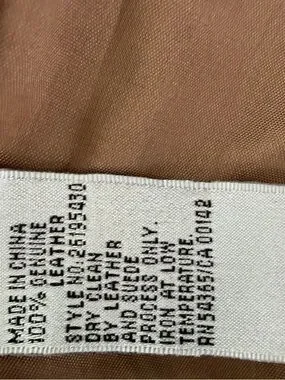 MADE IN CHINA
100% GENUINE
LEATHER
STYLE NO: 26195430
DRY CLEAN
BY LEATHER
AND SUEDE
PROCESS ONLY.
IRON AT LOW
TEMPERATURE.
RN 54365/CA 00142